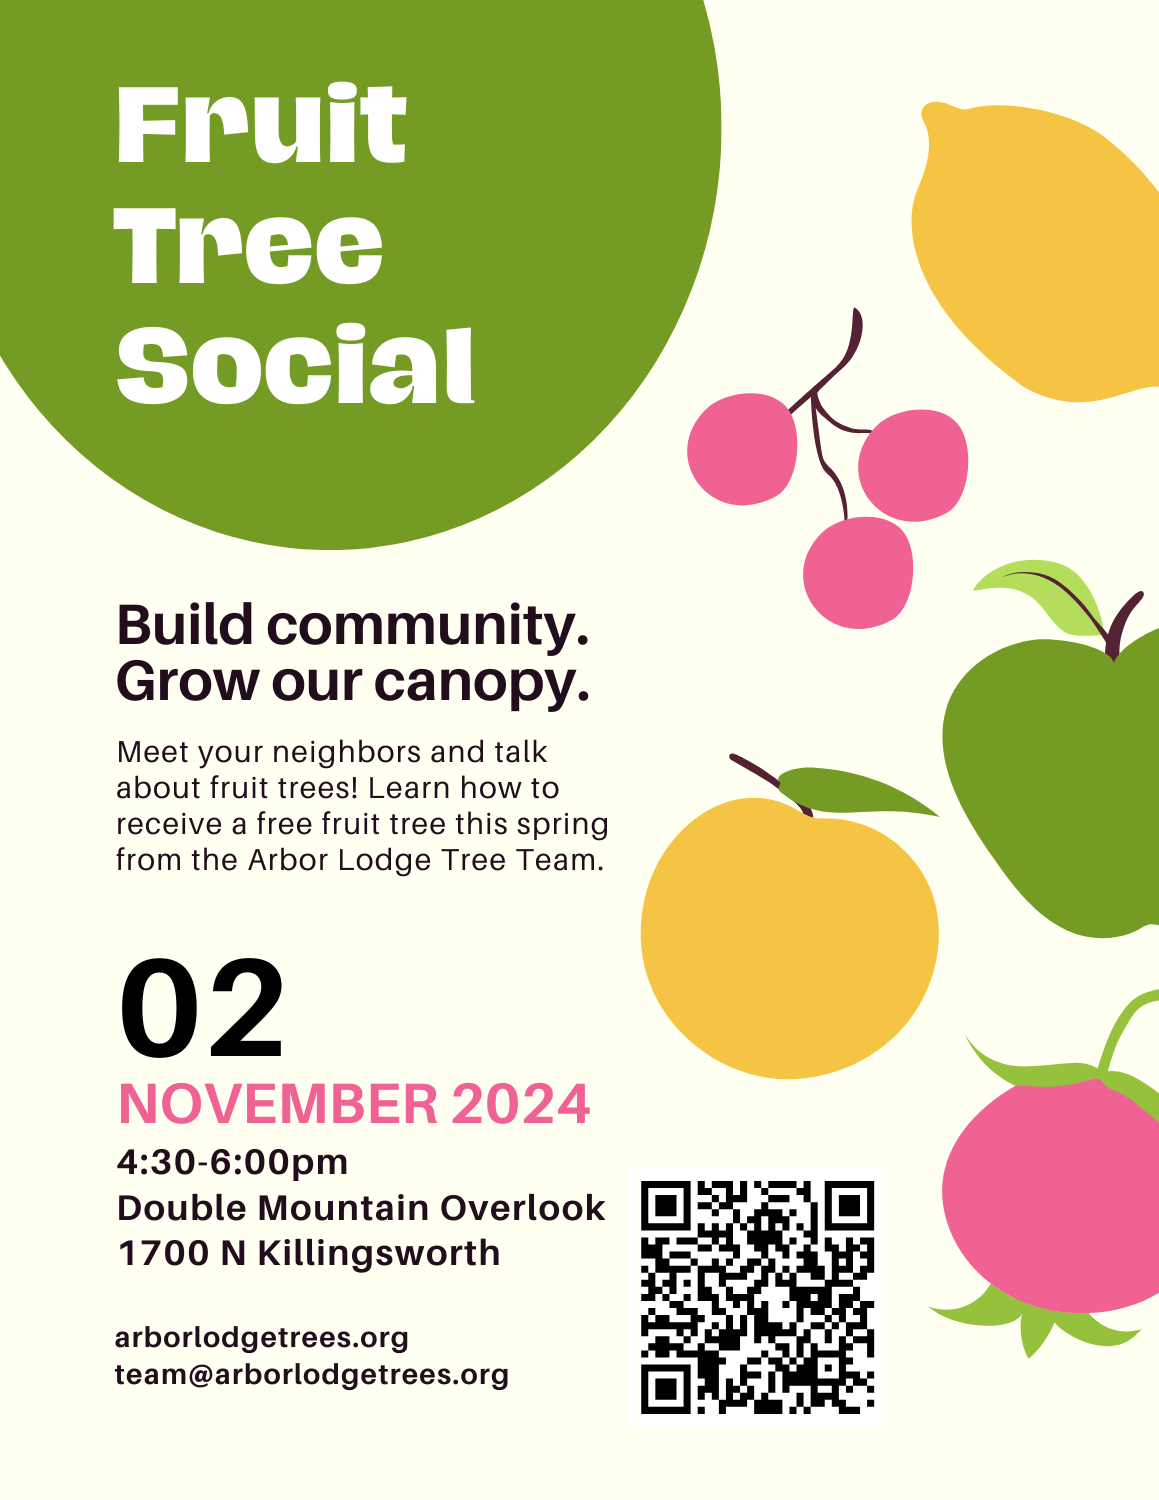 Fruit
Tree
Social
Build community.
Grow our canopy.
Meet your neighbors and talk
about fruit trees! Learn how to
receive a free fruit tree this spring
from the Arbor Lodge Tree Team.
02
NOVEMBER 2024
4:30-6:00pm
Double Mountain Overlook
1700 N Killingsworth
arborlodgetrees.org
team@arborlodgetrees.org